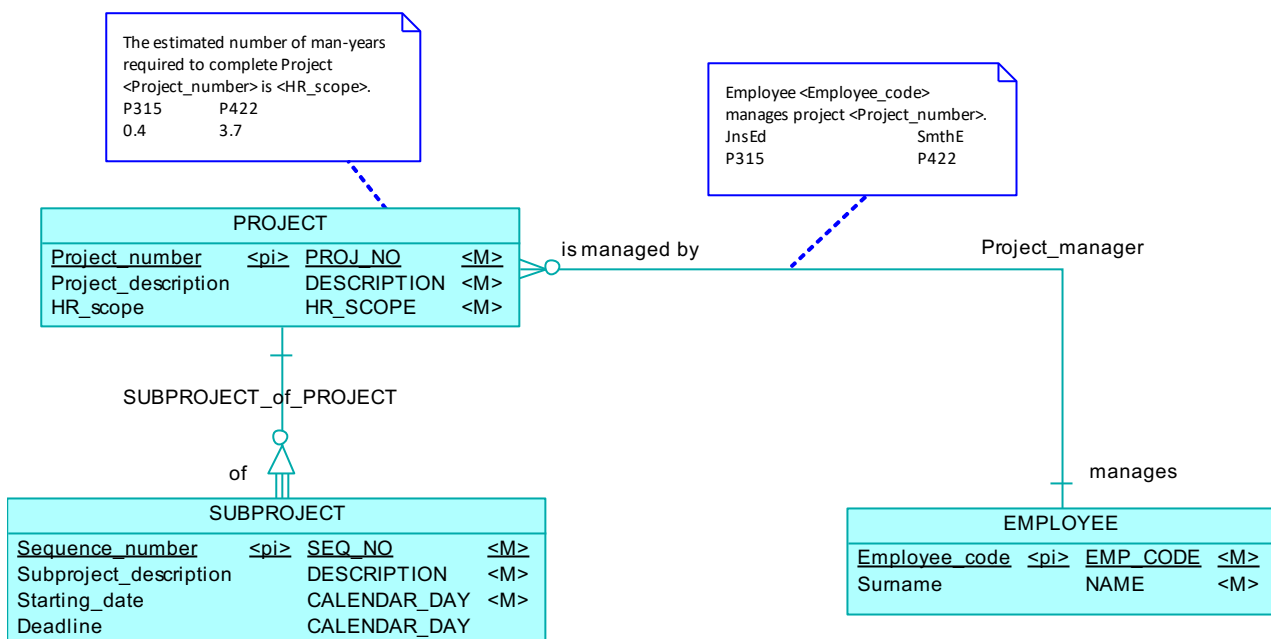 The estimated number of man-years
required to complete Project
<Project_number> is <HR_scope>.
P315 P422
0.4 3.7
Employee <Employee_code>
manages project <Project_number>.
JnsEd SmthE
P315 P422
PROJECT
Project_number <pi> PROJ_NO <M>
Project_description DESCRIPTION <M>
HR_scope HR_SCOPE <M>
is managed by
Project_manager
SUBPROJECT_of_PROJECT
of
manages
SUBPROJECT
Sequence_number <pi> SEQ_NO <M>
Subproject_description DESCRIPTION <M>
Starting_date CALENDAR_DAY <M>
Deadline CALENDAR_DAY
EMPLOYEE
Employee_code <pi> EMP_CODE <M>
Surname NAME <M>